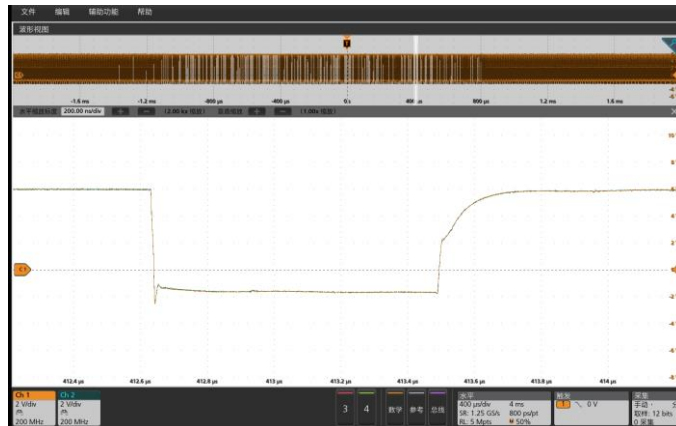 文件 编辑 辅助功能 帮助
波形视图
-1.6 ms -1.2 ms -800 µs -400 µs 0 s 800 µs 1.2 ms 1.6 ms
水平缩放标度 200.00 ns/div (2.00 kx 缩放) (1.00x 缩放)
C1
412.4 µs 412.6 µs 412.8 µs 413 µs 413.2 µs 413.4 µs 413.6 µs 413.8 µs 414 µs
Ch 1 Ch 2 水平 触发 采集
2 V/div 2 V/div 3 4 数学 参考 总线 400 µs/div 4 ms 1 0 V 手动,
SR: 1.25 GS/s 800 ps/pt 取样: 12 bits
200 MHz 200 MHz RL: 5 Mpts 50% 0 采集